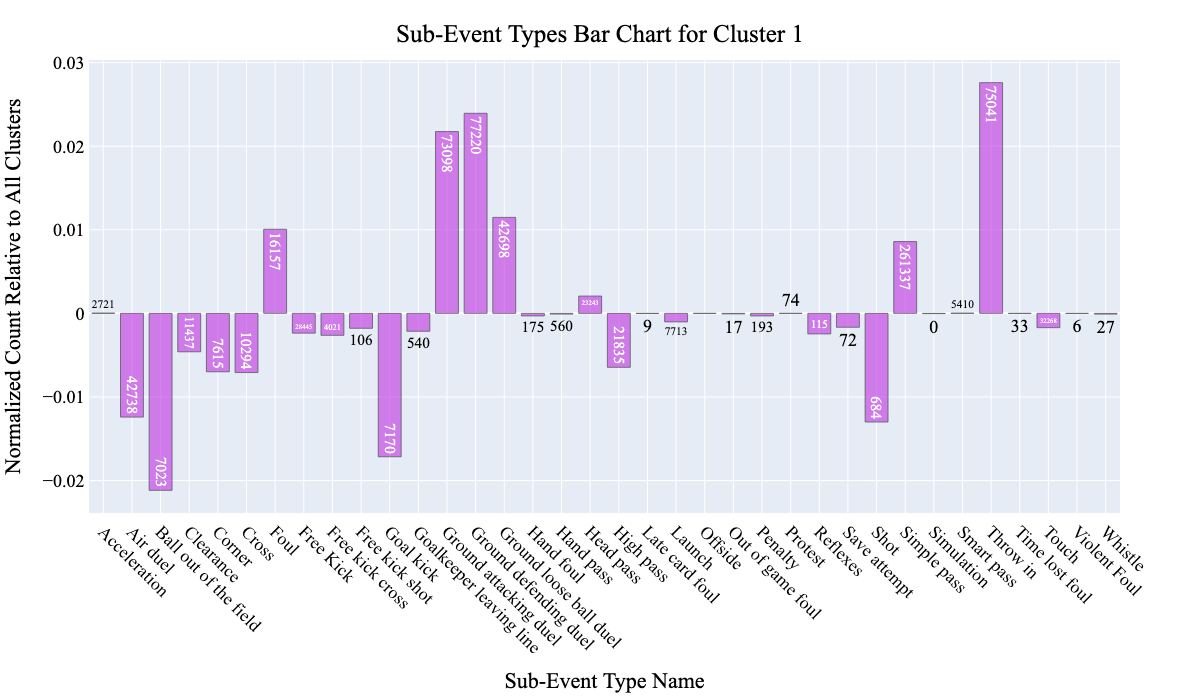 Sub-Event Types Bar Chart for Cluster 1
Normalized Count Relative to All Clusters
0.03
0.02
0.01
0
−0.01
−0.02
2721
42738
7023
11437
7615
10294
16157
28445
4021
106
7170
540
73098
77220
42698
175
560
23243
21835
9
7713
17
193
74
115
72
684
261337
0
5410
75041
33
32268
6
27
Acceleration
Air duel
Ball out of the field
Clearance
Corner
Cross
Foul
Free Kick
Free kick cross
Free kick shot
Goal kick
Goalkeeper leaving line
Ground attacking duel
Ground defending duel
Ground loose ball duel
Hand foul
Hand pass
Head pass
High pass
Late card foul
Launch
Offside
Out of game foul
Penalty
Protest
Reflexes
Save attempt
Shot
Simple pass
Simulation
Smart pass
Throw in
Time lost foul
Touch
Violent Foul
Whistle
Sub-Event Type Name